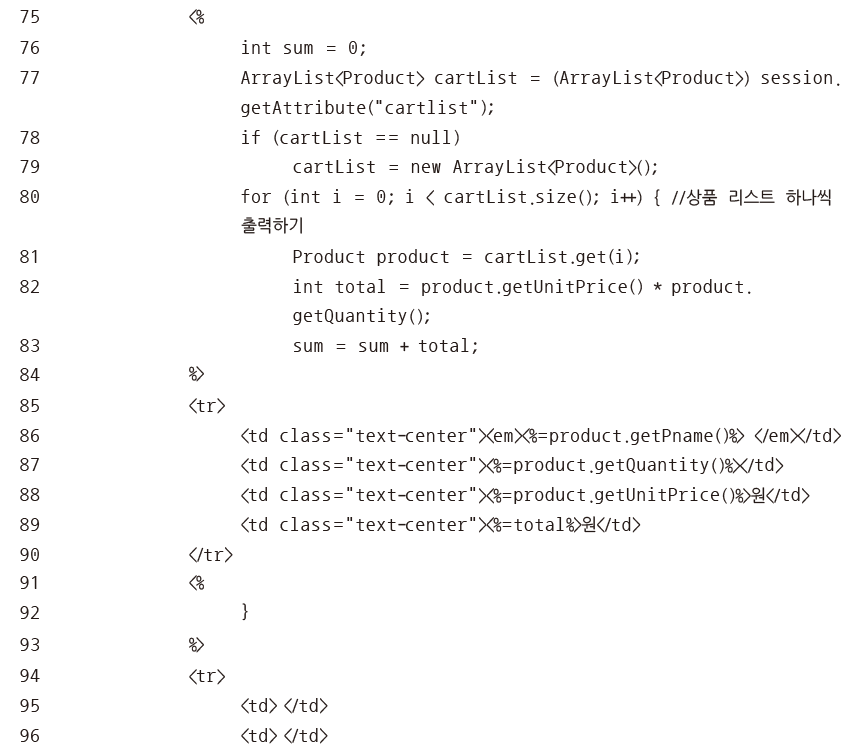 75 <%
76 int sum = 0;
77 ArrayList<Product> cartList = (ArrayList<Product>) session.
getAttribute("cartlist");
78 if (cartList == null)
79 cartList = new ArrayList<Product>();
80 for (int i = 0; i < cartList.size(); i++) { //상품 리스트 하나씩
출력하기
81 Product product = cartList.get(i);
82 int total = product.getUnitPrice() * product.
getQuantity();
83 sum = sum + total;
84 %>
85 <tr>
86 <td class="text-center"><em><%=product.getPname()%> </em></td>
87 <td class="text-center"><%=product.getQuantity()%></td>
88 <td class="text-center"><%=product.getUnitPrice()%>원</td>
89 <td class="text-center"><%=total%>원</td>
90 </tr>
91 <%
92 }
93 %>
94 <tr>
95 <td> </td>
96 <td> </td>